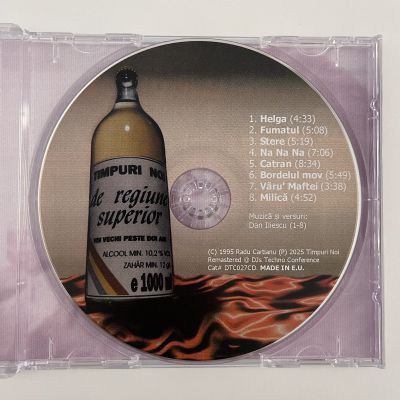 TIMPURI NOI
de regiune
superior
VIN VECHI PESTE DOI ANI
ALCOOL MIN. 10,2 % VOL
ZAHĂR MIN. 12 g/l
e 1000 ml
1. Helga (4:33)
2. Fumatul (5:08)
3. Stere (5:19)
4. Na Na Na (7:06)
5. Catran (8:34)
6. Bordelul mov (5:49)
7. Văru' Maftei (3:38)
8. Milică (4:52)
Muzică și versuri:
Dan Iliescu (1-8)
(C) 1995 Radu Cartianu (P) 2025 Timpuri Noi
Remastered @ DJs Techno Conference
Cat# DTC027CD. MADE IN E.U.